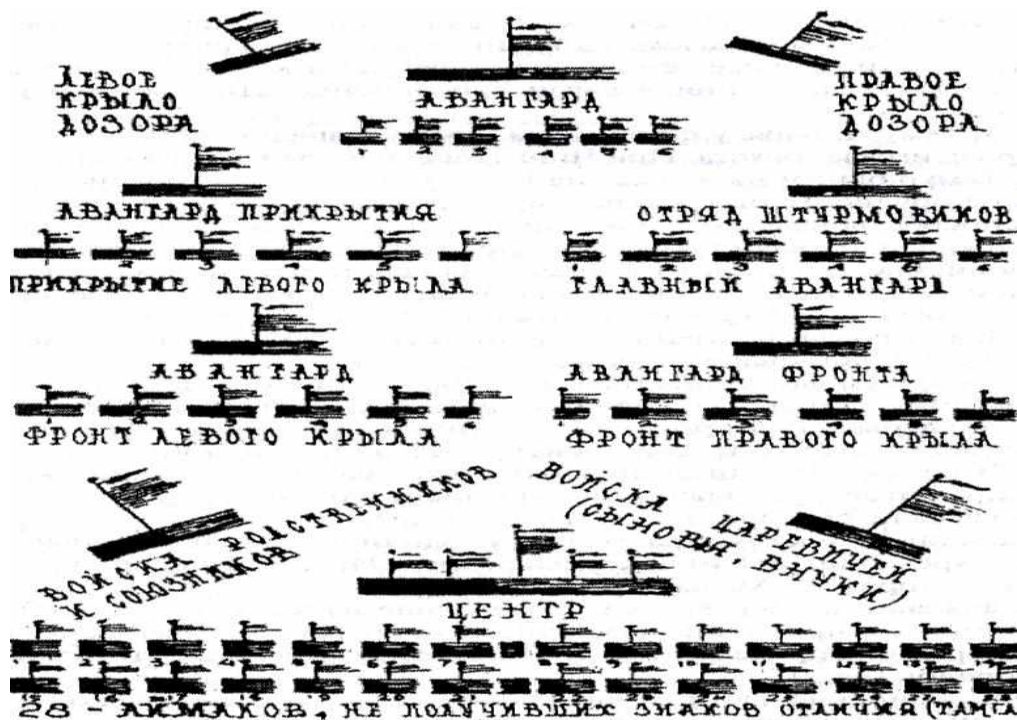 ЛЕВОЕ
КРЫЛО
ДОЗОРА
АВАНГАРД
ПРАВОЕ
КРЫЛО
ДОЗОРА
АВАНГАРД ПРИКРЫТИЯ
ОТРЯД ШТУРМОВИКОВ
ПРИКРЫТИЕ ЛЕВОГО КРЫЛА
ГЛАВНЫЙ АВАНГАРД
АВАНГАРД
АВАНГАРД ФРОНТА
ФРОНТ ЛЕВОГО КРЫЛА
ФРОНТ ПРАВОГО КРЫЛА
ВОЙСКА РОДСТВЕННИКОВ
И СОЮЗНИКОВ
ВОЙСКА ЦАРЕВИЧЕЙ
(СЫНОВЬЯ, ВНУКИ)
ЦЕНТР
28 - АЙМАКОВ, НЕ ПОЛУЧИВШИХ ЗНАКОВ ОТЛИЧИЯ (ТАМГА